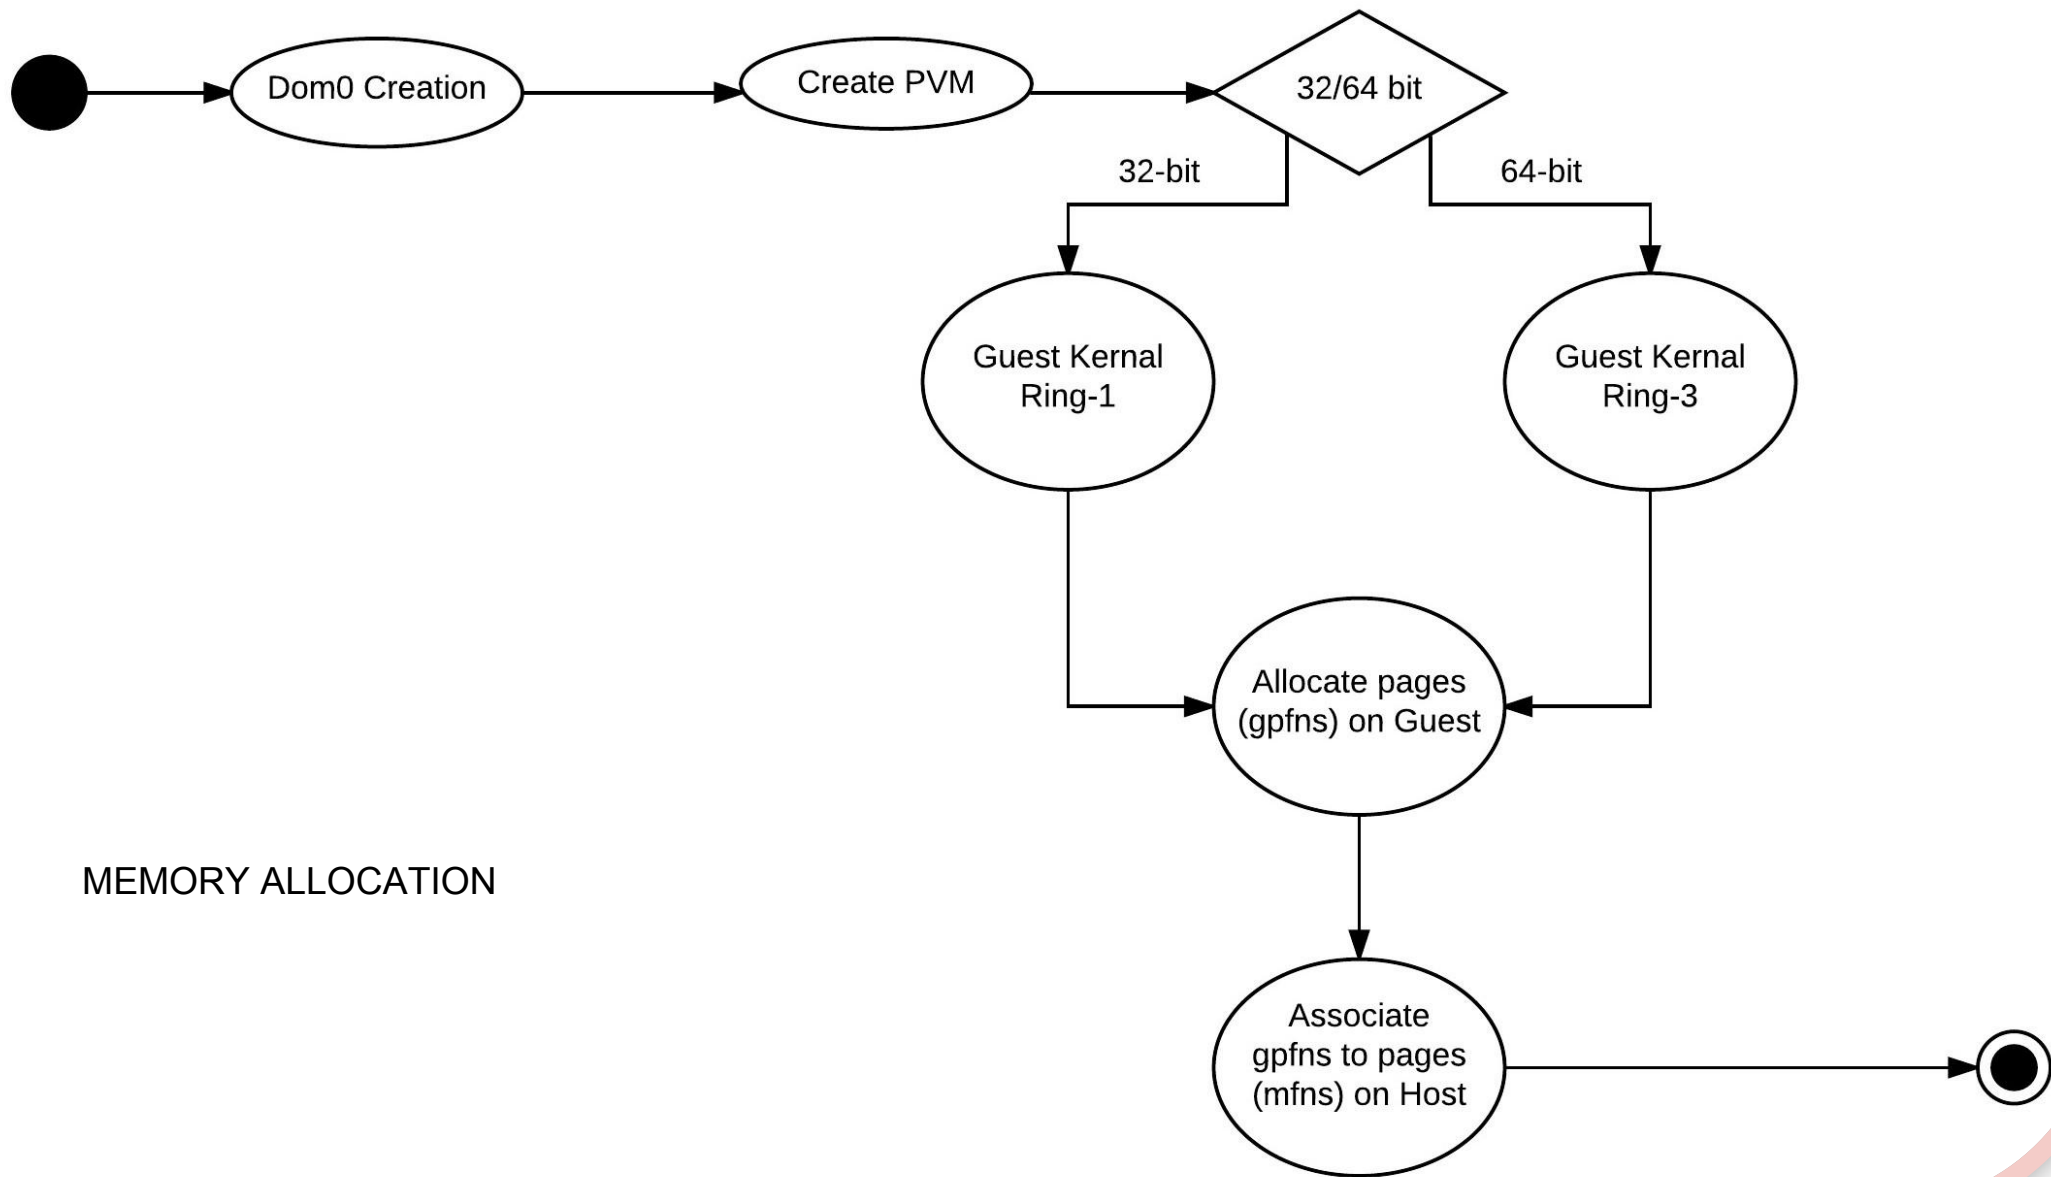 Dom0 Creation
Create PVM
32/64 bit
32-bit
64-bit
Guest Kernal
Ring-1
Guest Kernal
Ring-3
Allocate pages
(gpfns) on Guest
MEMORY ALLOCATION
Associate
gpfns to pages
(mfns) on Host